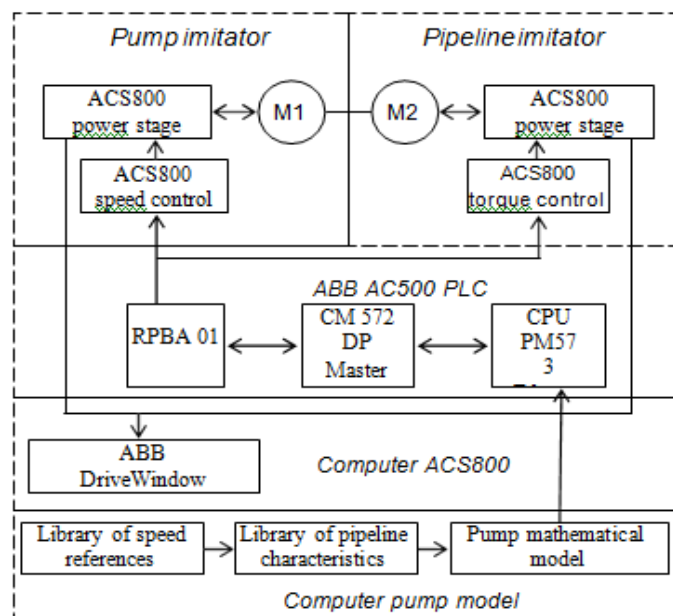 Pump imitator
Pipeline imitator
ACS800
power stage
M1
M2
ACS800
power stage
ACS800
speed control
ACS800
torque control
ABB AC500 PLC
RPBA 01
CM 572
DP
Master
CPU
PM57
3
ABB
DriveWindow
Computer ACS800
Library of speed
references
Library of pipeline
characteristics
Pump mathematical
model
Computer pump model